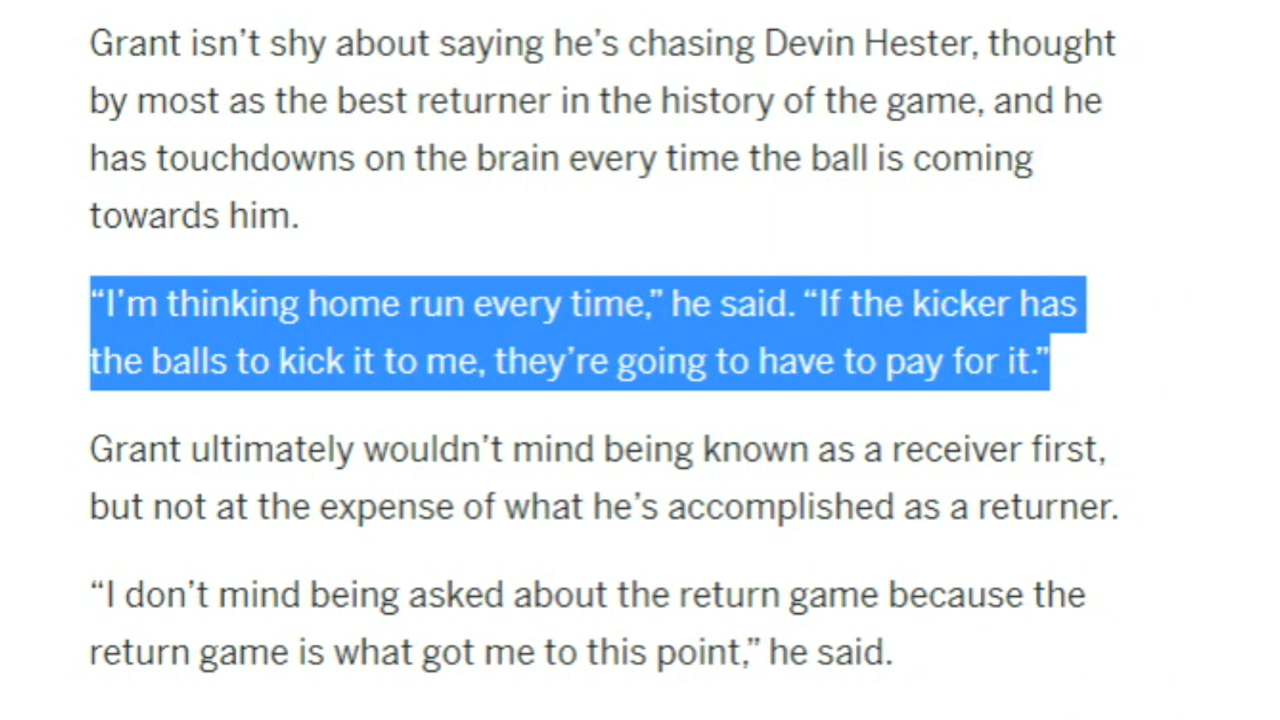 Grant isn’t shy about saying he’s chasing Devin Hester, thought
by most as the best returner in the history of the game, and he
has touchdowns on the brain every time the ball is coming
towards him.
“I’m thinking home run every time,” he said. “If the kicker has
the balls to kick it to me, they’re going to have to pay for it.”
Grant ultimately wouldn’t mind being known as a receiver first,
but not at the expense of what he’s accomplished as a returner.
“I don’t mind being asked about the return game because the
return game is what got me to this point,” he said.